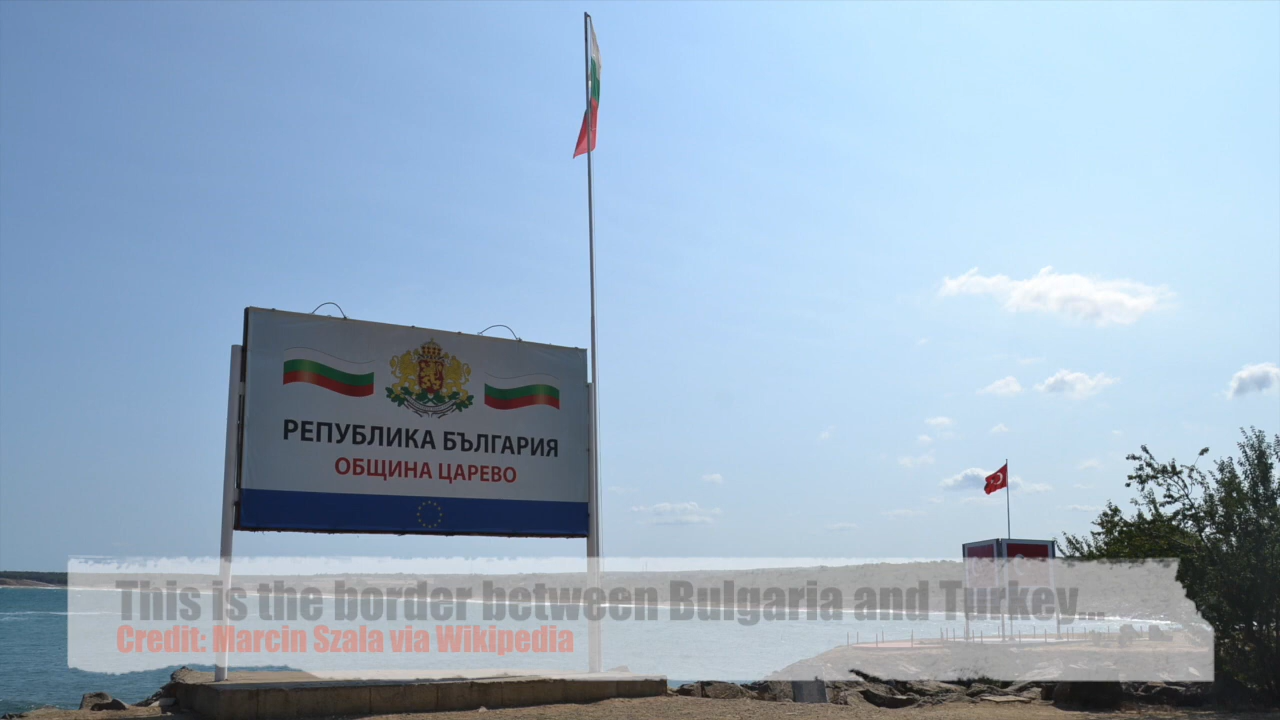 РЕПУБЛИКА БЪЛГАРИЯ
ОБЩИНА ЦАРЕВО
This is the border between Bulgaria and Turkey...
Credit: Marcin Szala via Wikipedia